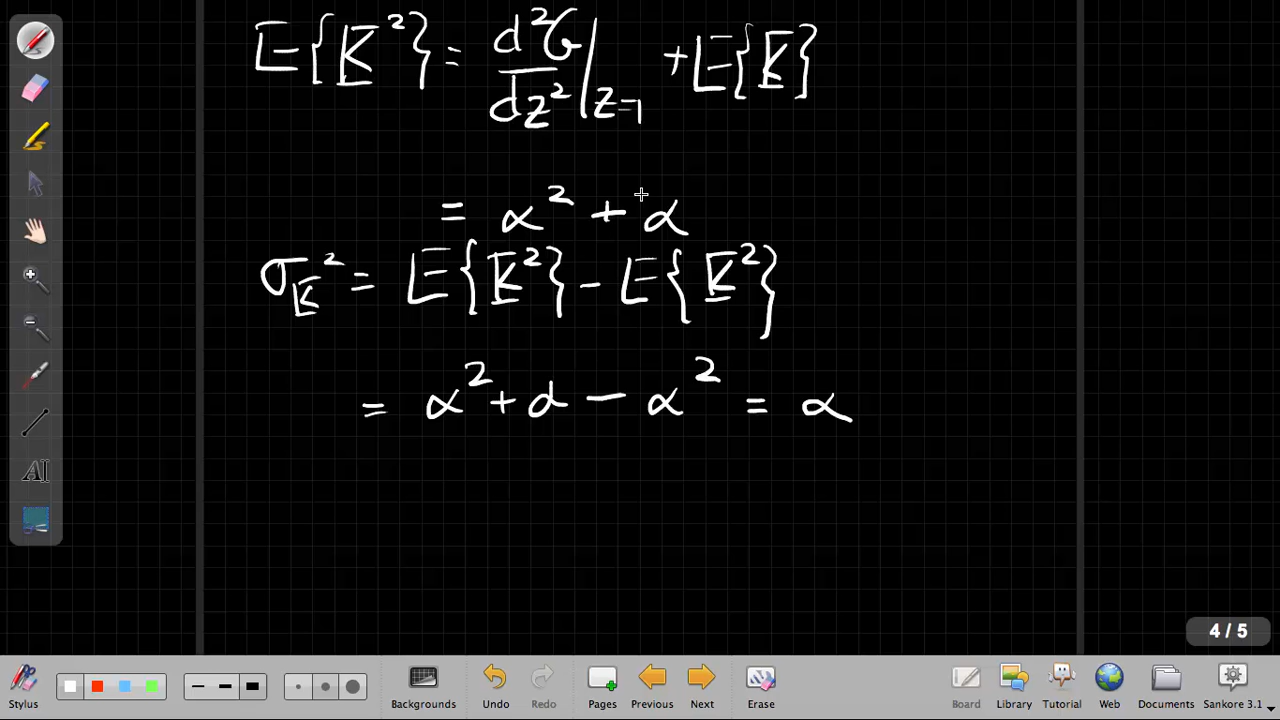 E{K²} = d²G/dz²|z=1 + E{K}
= α² + α
σK² = E{K²} - E{K²}
= α² + α - α² = α
4 / 5
Stylus Backgrounds Undo Redo Pages Previous Next Erase Board Library Tutorial Web Documents Sankore 3.1